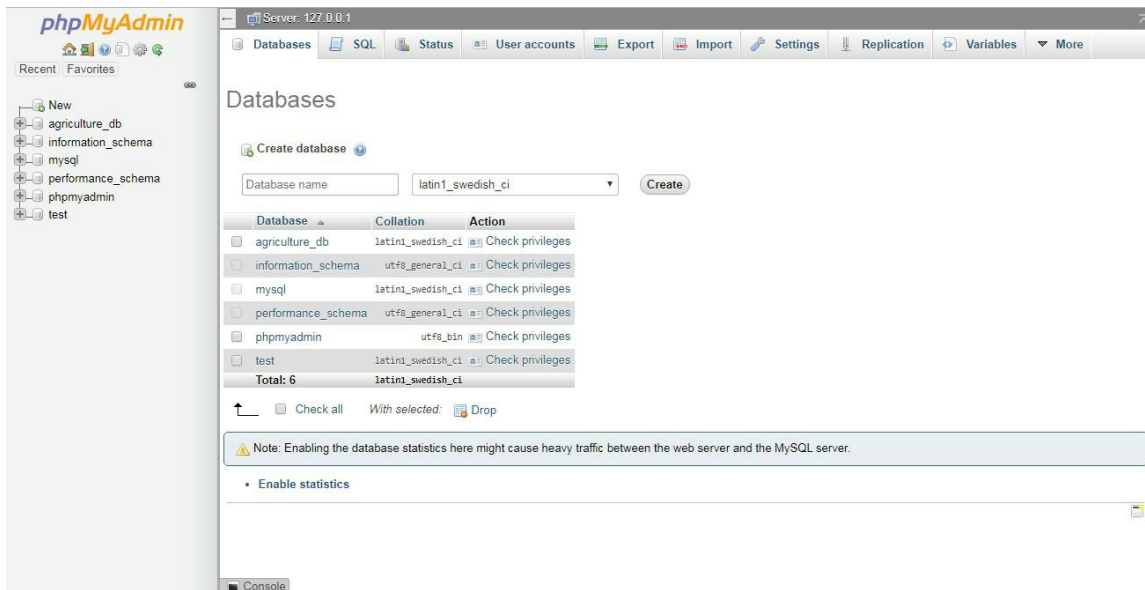 phpMyAdmin
Recent Favorites
New
agriculture_db
information_schema
mysql
performance_schema
phpmyadmin
test
Server: 127.0.0.1
Databases SQL Status User accounts Export Import Settings Replication Variables More
Databases
Create database
Database name latin1_swedish_ci Create
Database Collation Action
agriculture_db latin1_swedish_ci Check privileges
information_schema utf8_general_ci Check privileges
mysql latin1_swedish_ci Check privileges
performance_schema utf8_general_ci Check privileges
phpmyadmin utf8_bin Check privileges
test latin1_swedish_ci Check privileges
Total: 6 latin1_swedish_ci
Check all With selected: Drop
Note: Enabling the database statistics here might cause heavy traffic between the web server and the MySQL server.
• Enable statistics
Console